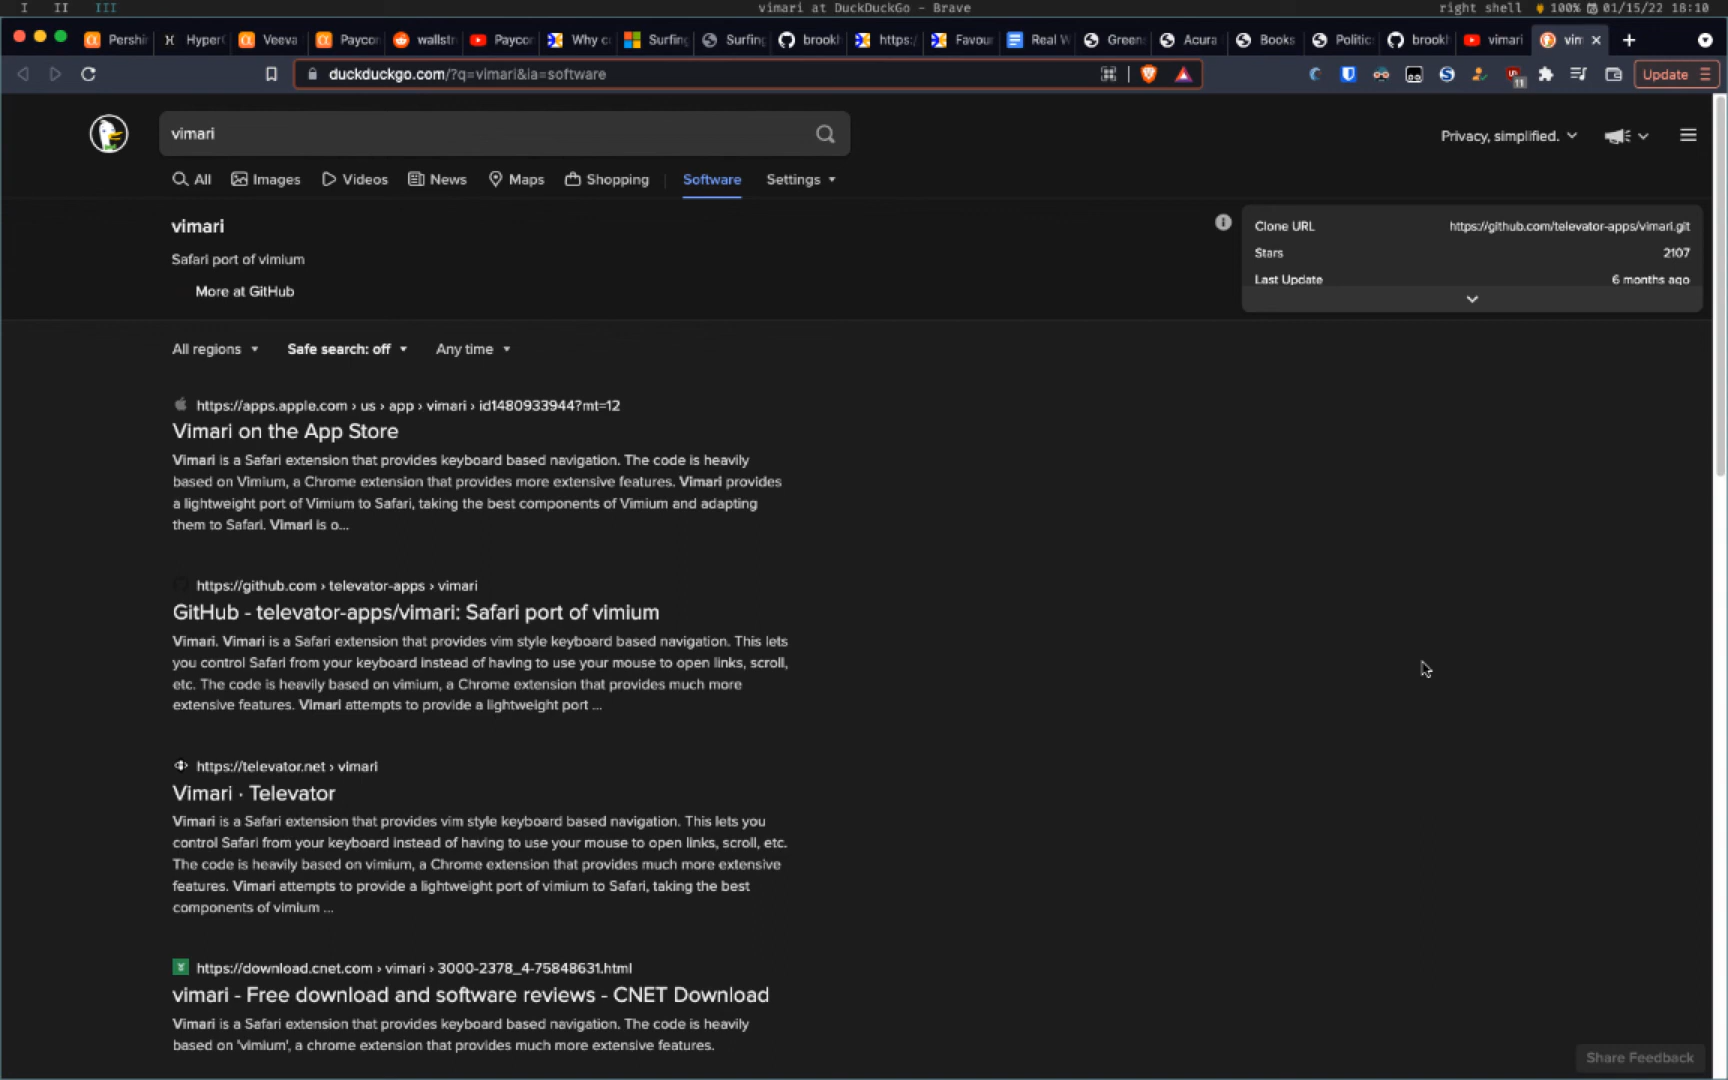 I II III vimari at DuckDuckGo - Brave right shell 100% 01/15/22 18:10
Pershi Hyper Veeva Payco wallstr Payco Why c Surfing Surfing brookh https: Favour Real W Green Acura Books Politic brookh vimari vim
duckduckgo.com/?q=vimari&ia=software 11 Update
vimari
Privacy, simplified.
All Images Videos News Maps Shopping Software Settings
vimari
Safari port of vimium
More at GitHub
Clone URL https://github.com/televator-apps/vimari.git
Stars 2107
Last Update 6 months ago
All regions Safe search: off Any time
https://apps.apple.com › us › app › vimari › id1480933944?mt=12
Vimari on the App Store
Vimari is a Safari extension that provides keyboard based navigation. The code is heavily
based on Vimium, a Chrome extension that provides more extensive features. Vimari provides
a lightweight port of Vimium to Safari, taking the best components of Vimium and adapting
them to Safari. Vimari is o...
https://github.com › televator-apps › vimari
GitHub - televator-apps/vimari: Safari port of vimium
Vimari. Vimari is a Safari extension that provides vim style keyboard based navigation. This lets
you control Safari from your keyboard instead of having to use your mouse to open links, scroll,
etc. The code is heavily based on vimium, a Chrome extension that provides much more
extensive features. Vimari attempts to provide a lightweight port ...
https://televator.net › vimari
Vimari · Televator
Vimari is a Safari extension that provides vim style keyboard based navigation. This lets you
control Safari from your keyboard instead of having to use your mouse to open links, scroll, etc.
The code is heavily based on vimium, a Chrome extension that provides much more extensive
features. Vimari attempts to provide a lightweight port of vimium to Safari, taking the best
components of vimium ...
https://download.cnet.com › vimari › 3000-2378_4-75848631.html
vimari - Free download and software reviews - CNET Download
Vimari is a Safari extension that provides keyboard based navigation. The code is heavily
based on 'vimium', a chrome extension that provides much more extensive features.
Share Feedback